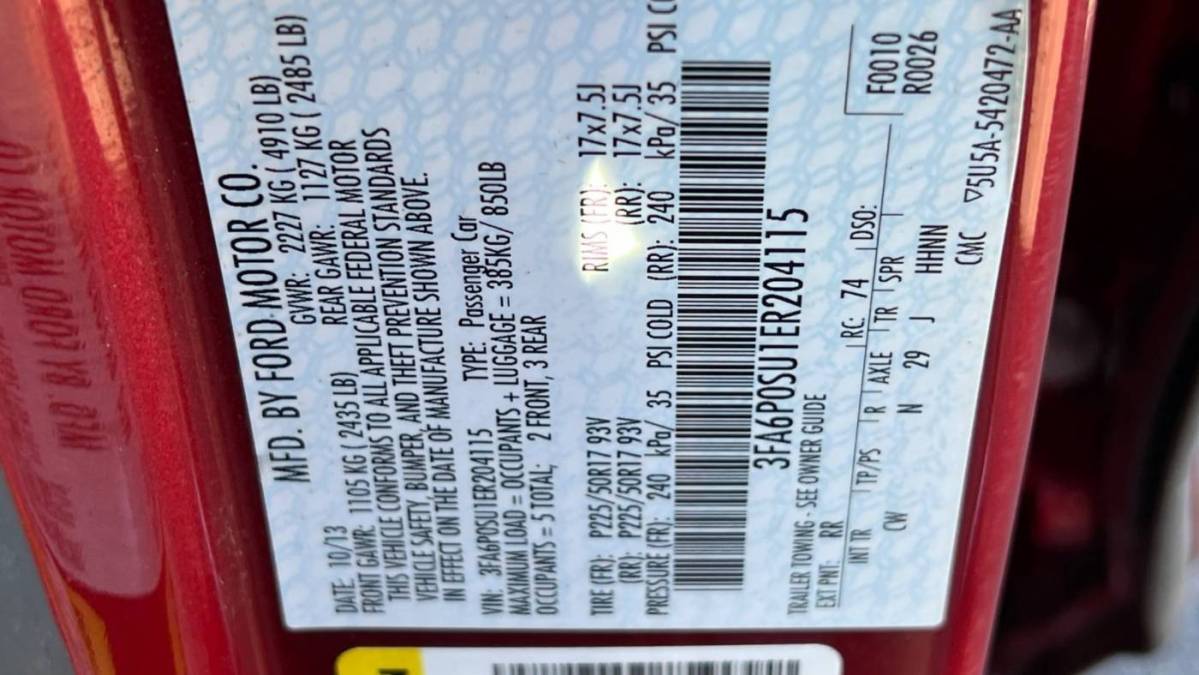 MFD. BY FORD MOTOR CO.
DATE: 10/13 GVWR: 2227 KG ( 4910 LB)
FRONT GAWR: 1105 KG ( 2435 LB) REAR GAWR: 1127 KG ( 2485 LB)
THIS VEHICLE CONFORMS TO ALL APPLICABLE FEDERAL MOTOR
VEHICLE SAFETY, BUMPER, AND THEFT PREVENTION STANDARDS
IN EFFECT ON THE DATE OF MANUFACTURE SHOWN ABOVE.
VIN: 3FA6P0SU1ER204115 TYPE: Passenger Car
MAXIMUM LOAD = OCCUPANTS + LUGGAGE = 385KG/ 850LB
OCCUPANTS = 5 TOTAL: 2 FRONT, 3 REAR
TIRE (FR): P225/50R17 93V RIMS (FR): 17x7.5J
(RR): P225/50R17 93V (RR): 17x7.5J
PRESSURE (FR): 240 kPa/ 35 PSI COLD (RR): 240 kPa/ 35 PSI
3FA6P0SU1ER204115
TRAILER TOWING - SEE OWNER GUIDE
EXT PNT: RR RC: 74 DSO: F0010
R0026
INT TR TP/PS R AXLE TR SPR
CW N 29 J HHNN
CMC ▽5U5A-5420472-AA